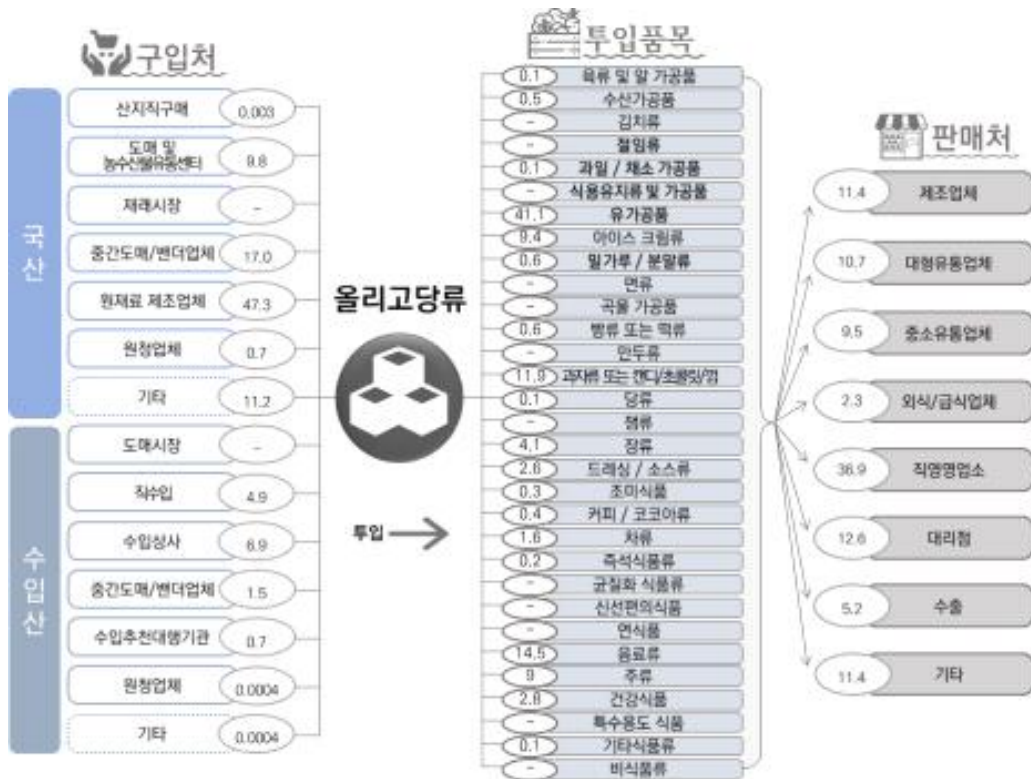 구입처
국산
산지직구매 0.003
도매 및
농수산물유통센터 9.8
재래시장 -
중간도매/밴더업체 17.0
원재료 제조업체 47.3
원청업체 0.7
기타 11.2
수입산
도매시장 -
직수입 4.9
수입상사 6.9
중간도매/밴더업체 1.5
수입추천대행기관 0.7
원청업체 0.0004
기타 0.0004
올리고당류
투입
투입품목
0.1 육류 및 알 가공품
0.5 수산가공품
- 김치류
- 절임류
0.1 과일 / 채소 가공품
- 식용유지류 및 가공품
41.1 유가공품
9.4 아이스 크림류
0.6 밀가루 / 분말류
- 면류
- 곡물 가공품
0.6 빵류 또는 떡류
- 만두류
11.9 과자류 또는 캔디/초콜릿/껌
0.1 당류
- 잼류
4.1 장류
2.6 드레싱 / 소스류
0.3 조미식품
0.4 커피 / 코코아류
1.6 차류
0.2 즉석식품류
- 균질화 식품류
- 신선편의식품
- 연식품
14.5 음료류
9 주류
2.8 건강식품
- 특수용도 식품
0.1 기타식품류
- 비식품류
판매처
11.4 제조업체
10.7 대형유통업체
9.5 중소유통업체
2.3 외식/급식업체
36.9 직영영업소
12.6 대리점
5.2 수출
11.4 기타